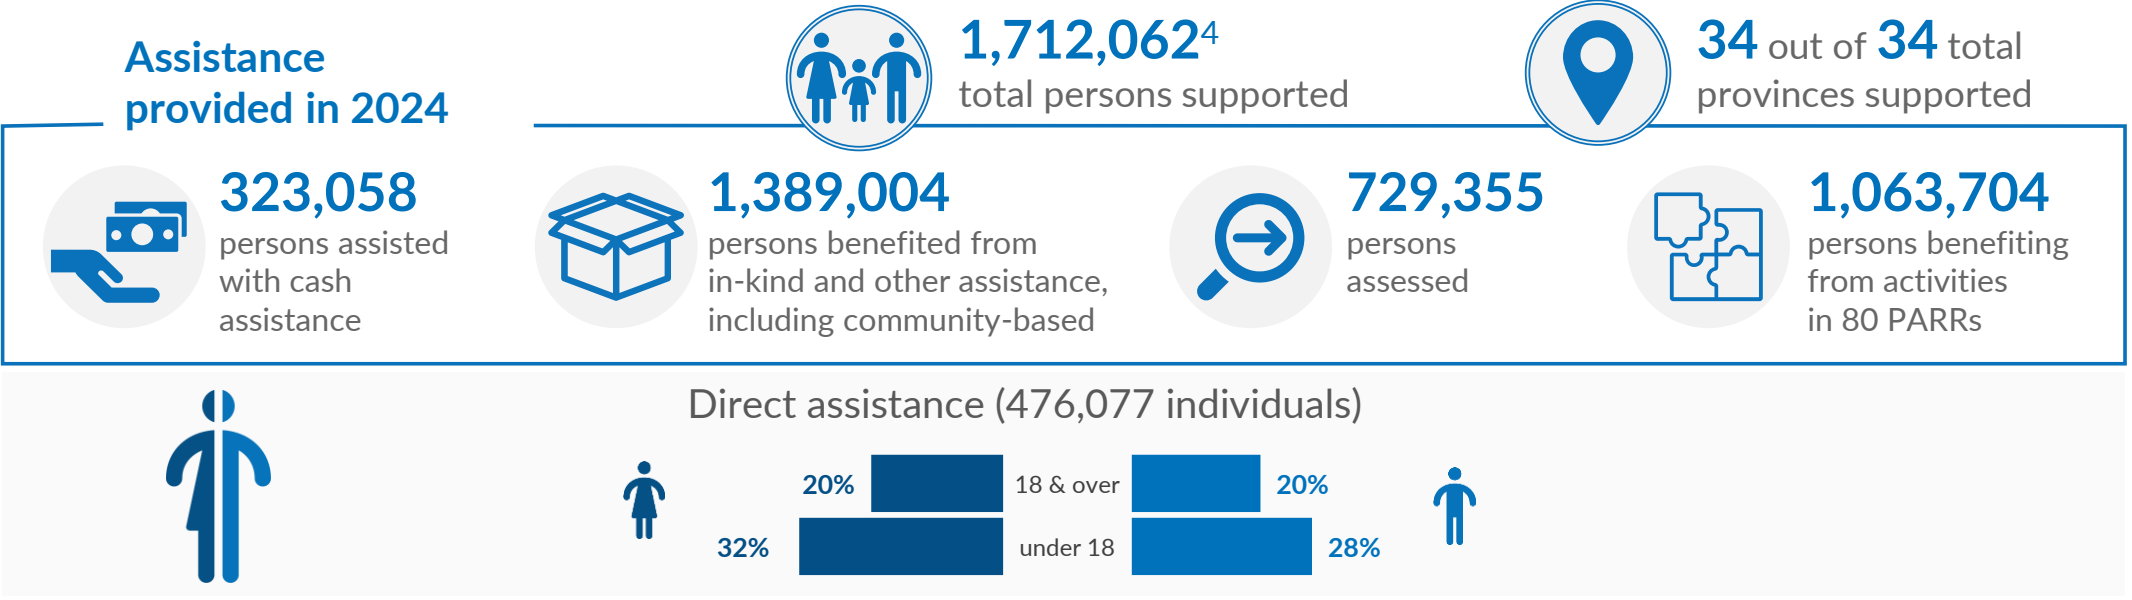 Assistance
provided in 2024
1,712,062⁴
total persons supported
34 out of 34 total
provinces supported
323,058
persons assisted
with cash
assistance
1,389,004
persons benefited from
in-kind and other assistance,
including community-based
729,355
persons
assessed
1,063,704
persons benefiting
from activities
in 80 PARRs
Direct assistance (476,077 individuals)
20% 18 & over 20%
32% under 18 28%